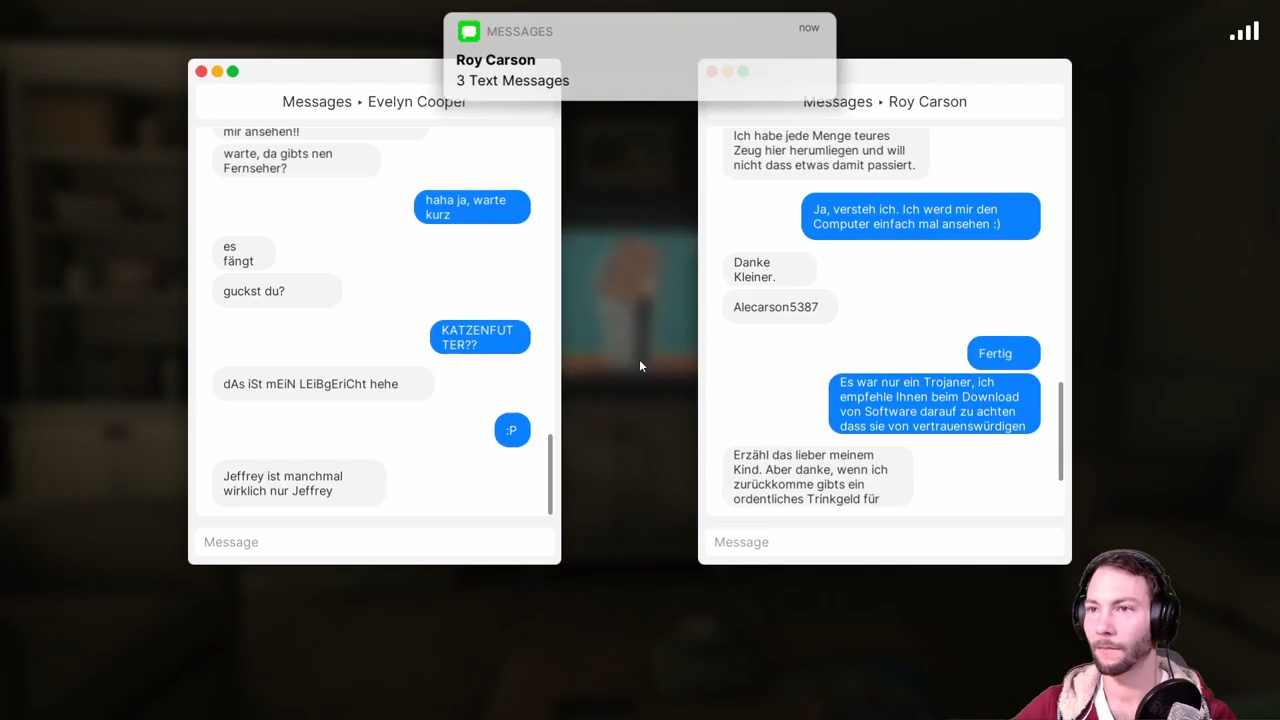 MESSAGES
now
Roy Carson
3 Text Messages
Messages ‣ Evelyn Cooper
mir ansehen!!
warte, da gibts nen
Fernseher?
haha ja, warte
kurz
es
fängt
guckst du?
KATZENFUT
TER??
dAs iSt mEiN LEiBgEriCht hehe
:P
Jeffrey ist manchmal
wirklich nur Jeffrey
Message
Messages ‣ Roy Carson
Ich habe jede Menge teures
Zeug hier herumliegen und will
nicht dass etwas damit passiert.
Ja, versteh ich. Ich werd mir den
Computer einfach mal ansehen :)
Danke
Kleiner.
Alecarson5387
Fertig
Es war nur ein Trojaner, ich
empfehle Ihnen beim Download
von Software darauf zu achten
dass sie von vertrauenswürdigen
Erzähl das lieber meinem
Kind. Aber danke, wenn ich
zurückkomme gibts ein
ordentliches Trinkgeld für
Message